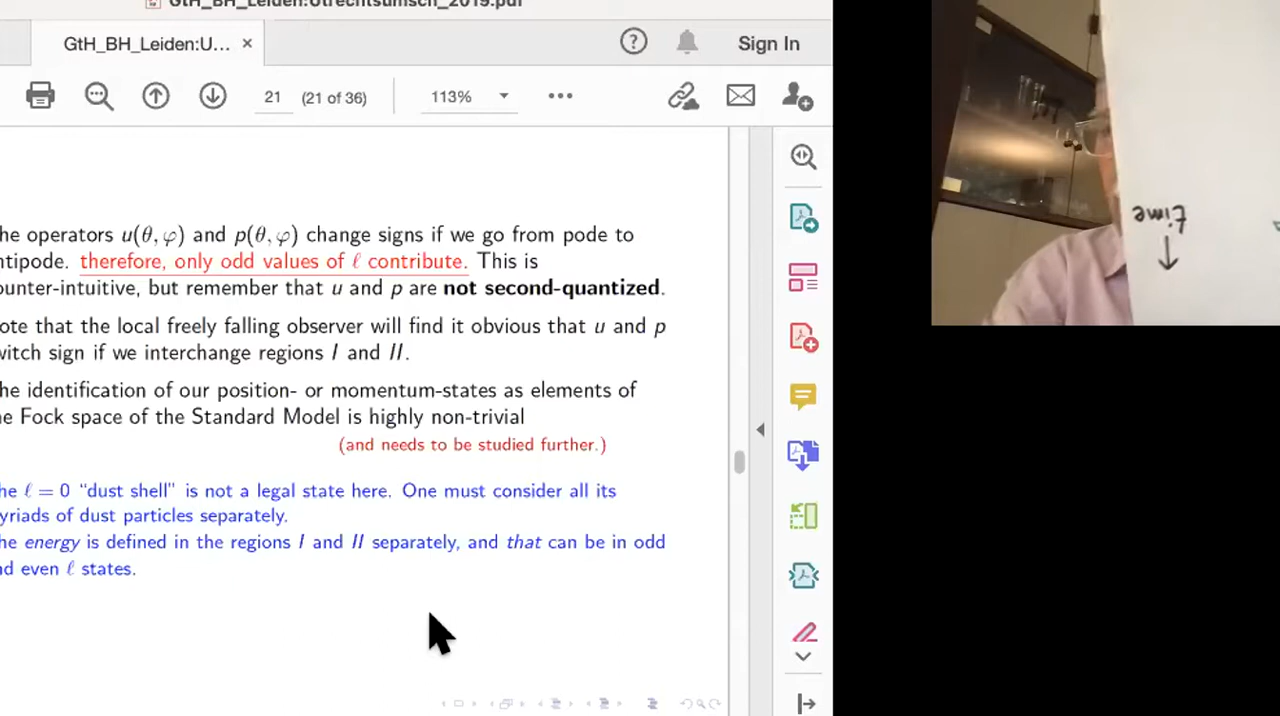 GtH_BH_Leiden:Utrechtsumsch_2019.pdf
GtH_BH_Leiden:U... ×
Sign In
21 (21 of 36) 113%
he operators u(θ, φ) and p(θ, φ) change signs if we go from pode to
ntipode. therefore, only odd values of ℓ contribute. This is
ounter-intuitive, but remember that u and p are not second-quantized.
ote that the local freely falling observer will find it obvious that u and p
witch sign if we interchange regions I and II.
he identification of our position- or momentum-states as elements of
he Fock space of the Standard Model is highly non-trivial
(and needs to be studied further.)
he ℓ = 0 “dust shell” is not a legal state here. One must consider all its
yriads of dust particles separately.
he energy is defined in the regions I and II separately, and that can be in odd
nd even ℓ states.
time